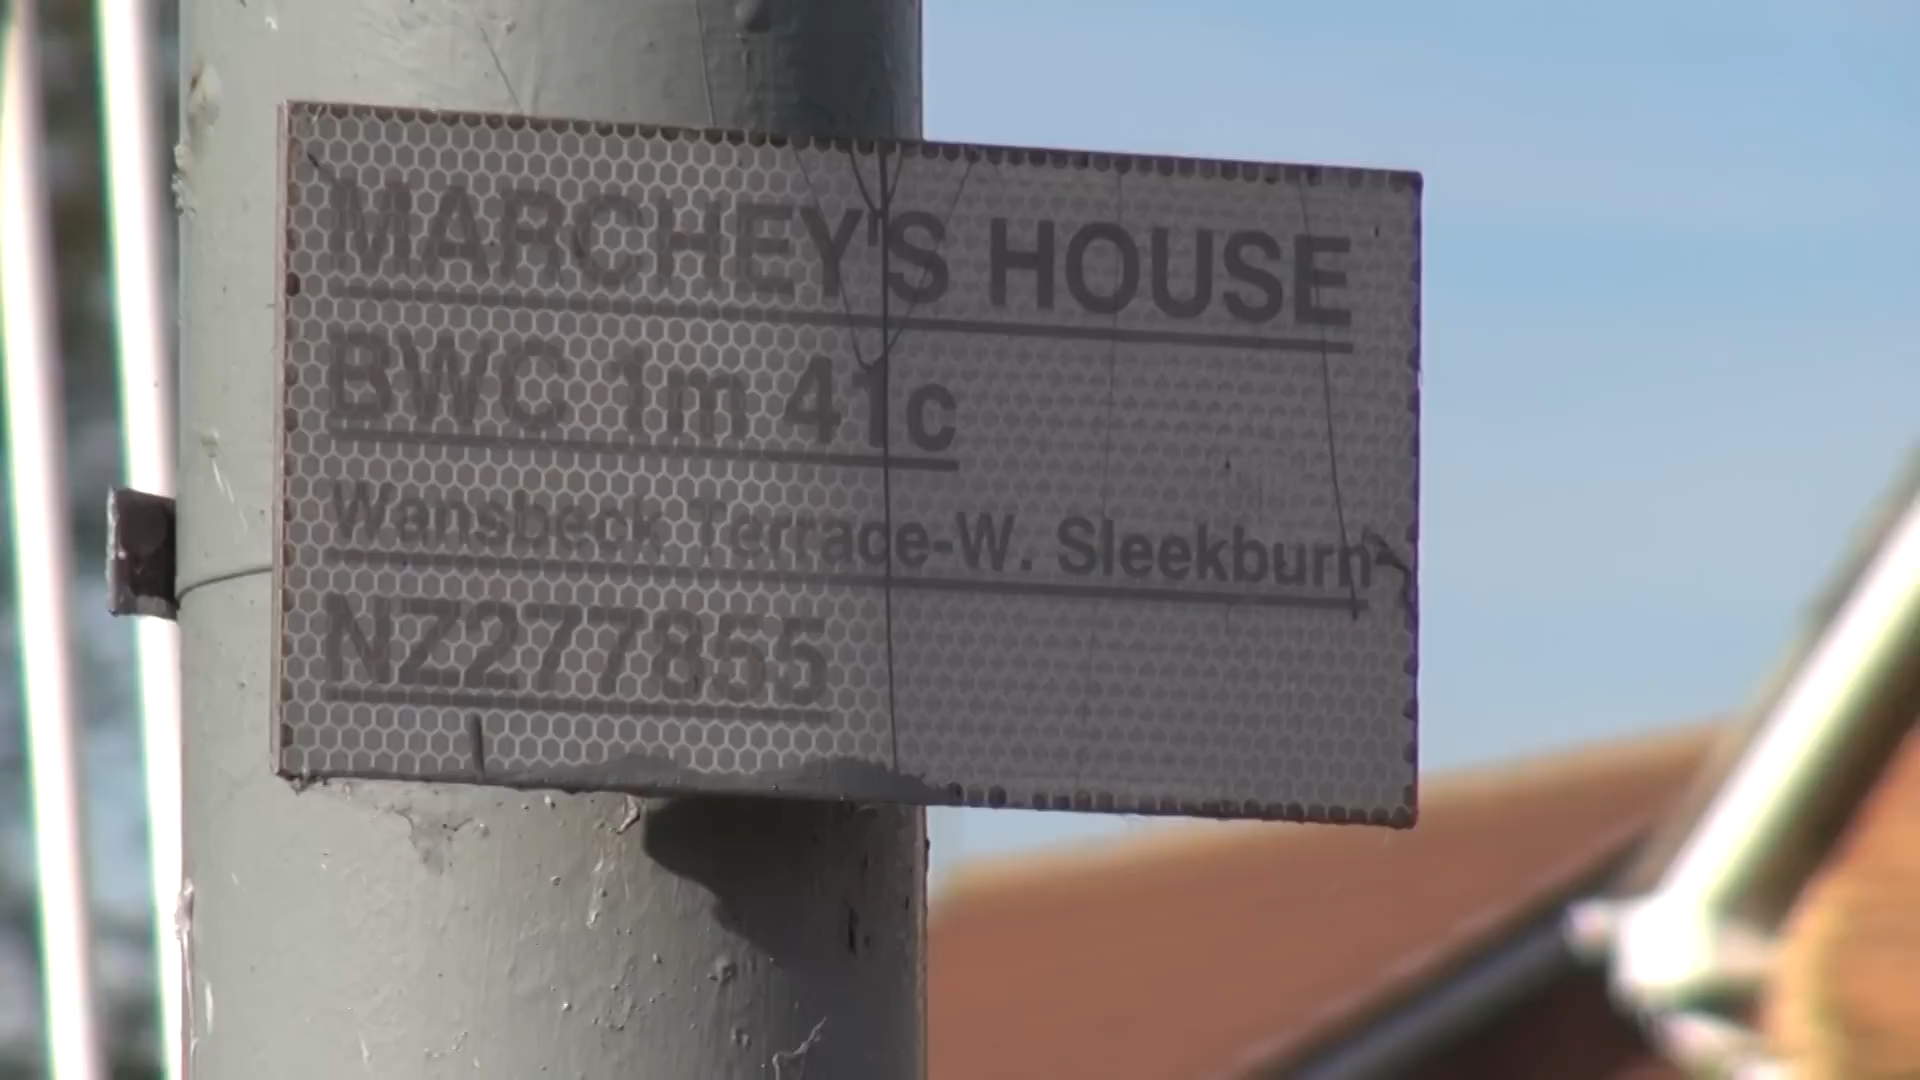 MARCHEY'S HOUSE
BWC 1m 41c
Wansbeck Terrace-W. Sleekburn
NZ277855